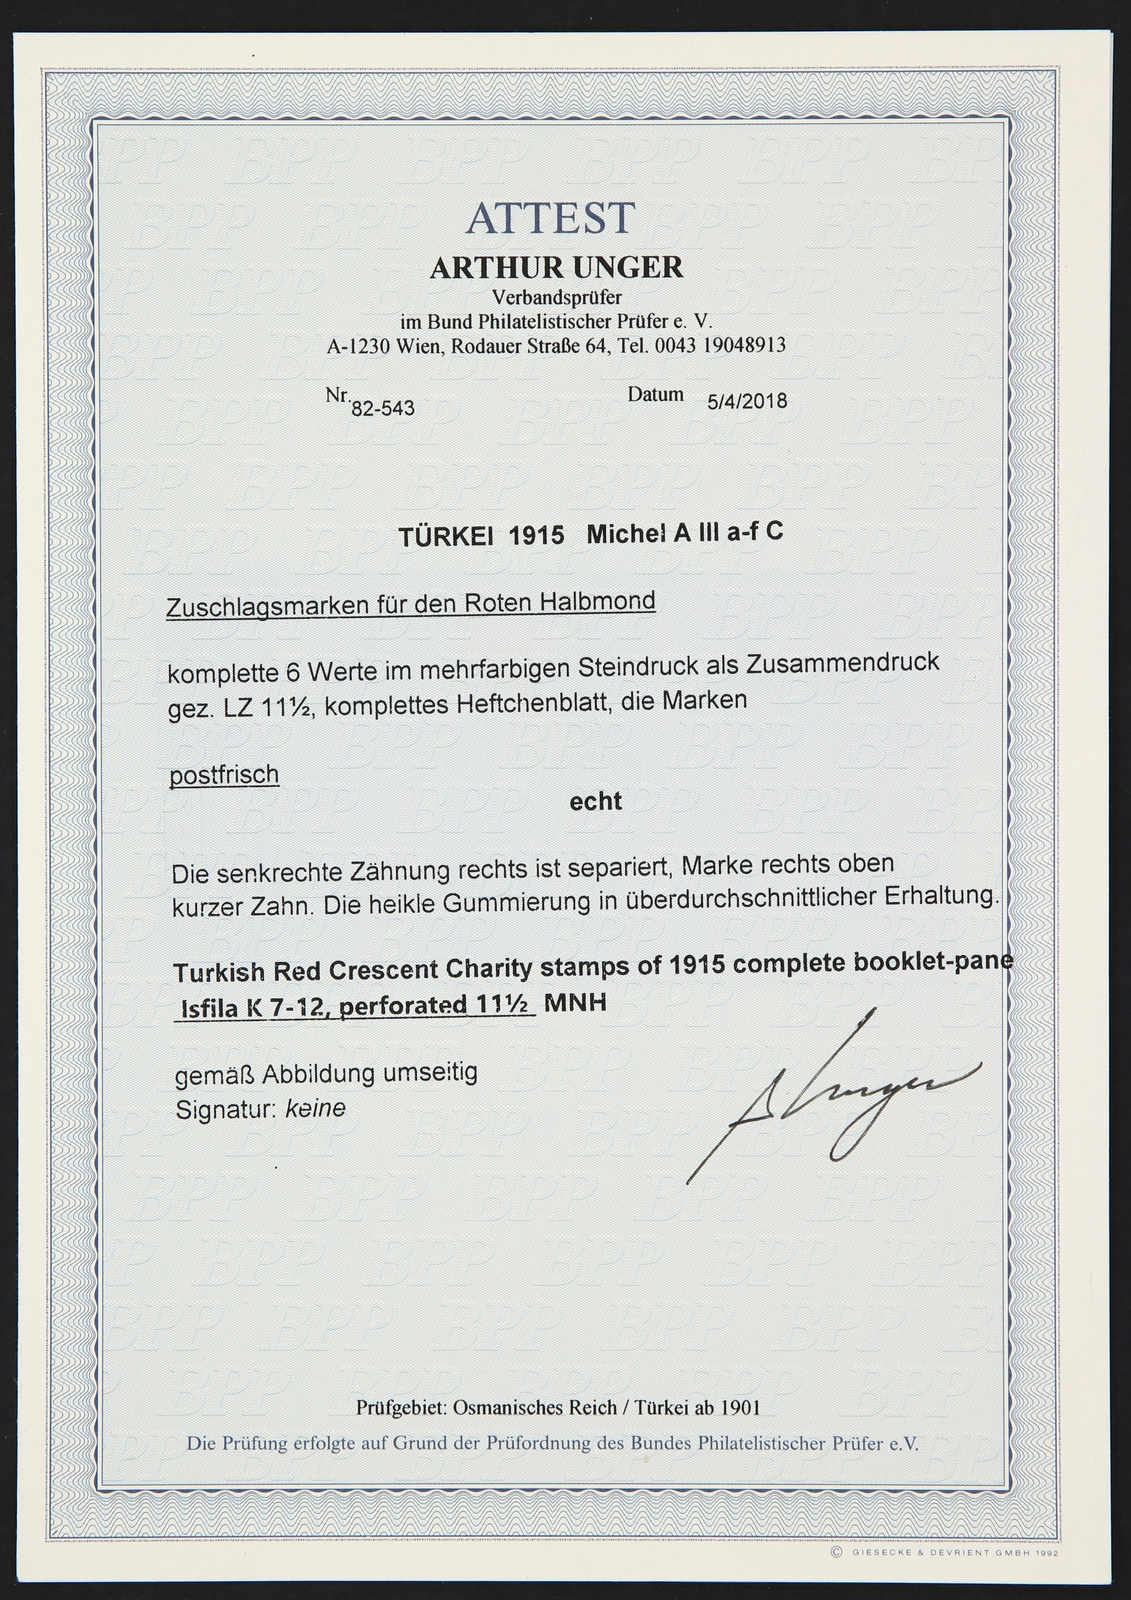 ATTEST
ARTHUR UNGER
Verbandsprüfer
im Bund Philatelistischer Prüfer e. V.
A-1230 Wien, Rodauer Straße 64, Tel. 0043 19048913
Nr. 82-543 Datum 5/4/2018
TÜRKEI 1915 Michel A III a-f C
Zuschlagsmarken für den Roten Halbmond
komplette 6 Werte im mehrfarbigen Steindruck als Zusammendruck
gez. LZ 11½, komplettes Heftchenblatt, die Marken
postfrisch
echt
Die senkrechte Zähnung rechts ist separiert, Marke rechts oben
kurzer Zahn. Die heikle Gummierung in überdurchschnittlicher Erhaltung.
Turkish Red Crescent Charity stamps of 1915 complete booklet-pane
Isfila K 7-12, perforated 11½ MNH
gemäß Abbildung umseitig
Signatur: keine
A Unger
Prüfgebiet: Osmanisches Reich / Türkei ab 1901
Die Prüfung erfolgte auf Grund der Prüfordnung des Bundes Philatelistischer Prüfer e.V.
© GIESECKE & DEVRIENT GMBH 1992